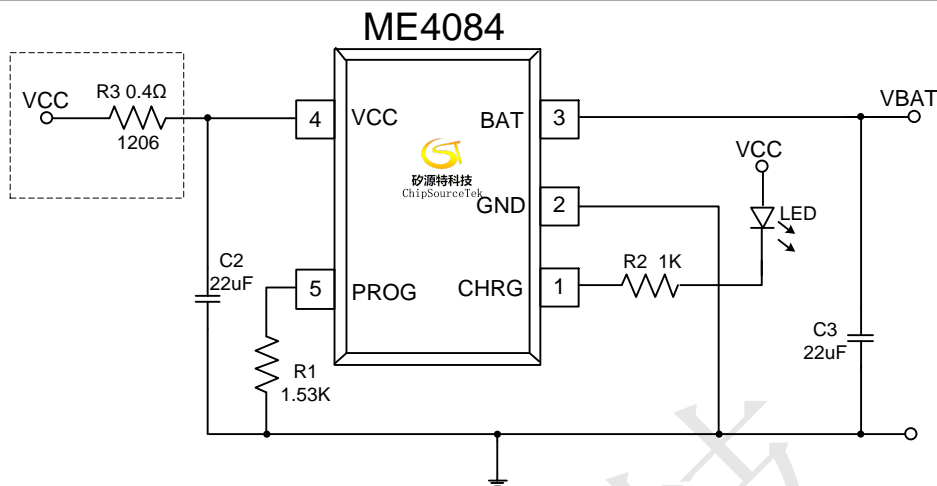 ME4084
VCC
R3 0.4Ω
1206
4
VCC
BAT
3
VBAT
矽源特科技
ChipSourceTek
GND
2
VCC
LED
C2
22uF
5
PROG
CHRG
1
R2 1K
R1
1.53K
C3
22uF